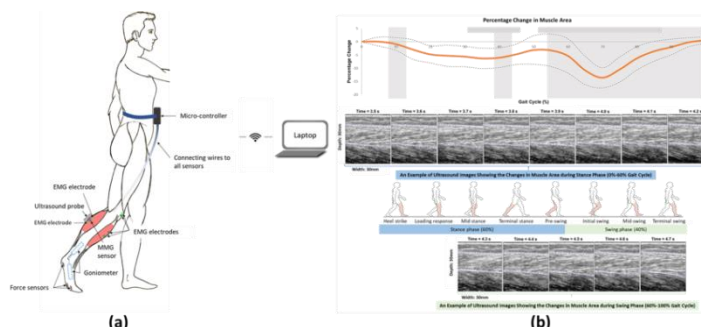 (a)
Micro-controller
Laptop
Connecting wires to
all sensors
EMG electrode
Ultrasound probe
EMG electrode
EMG electrodes
MMG
sensor
Goniometer
Force sensors
(a)
(b)
Percentage Change in Muscle Area
Percentage Change
Gait Cycle (%)
Time = 3.5 s
Time = 3.6 s
Time = 3.7 s
Time = 3.8 s
Time = 3.9 s
Time = 4.0 s
Time = 4.1 s
Time = 4.2 s
Depth: 30mm
Width: 30mm
An Example of Ultrasound Images Showing the Changes in Muscle Area during Stance Phase (0%-60% Gait Cycle)
Heel strike
Loading response
Mid stance
Terminal stance
Pre-swing
Initial swing
Mid swing
Terminal swing
Stance phase (60%)
Swing phase (40%)
Time = 4.3 s
Time = 4.4 s
Time = 4.5 s
Time = 4.6 s
Time = 4.7 s
Depth: 30mm
Width: 30mm
An Example of Ultrasound Images Showing the Changes in Muscle Area during Swing Phase (60%-100% Gait Cycle)
(b)